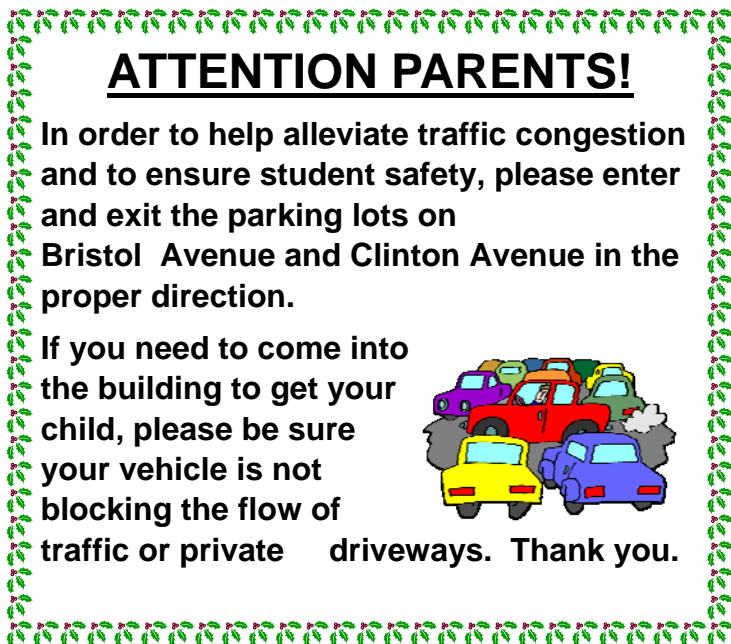 ATTENTION PARENTS!
In order to help alleviate traffic congestion
and to ensure student safety, please enter
and exit the parking lots on
Bristol  Avenue and Clinton Avenue in the
proper direction.
If you need to come into
the building to get your
child, please be sure
your vehicle is not
blocking the flow of
traffic or private     driveways.  Thank you.